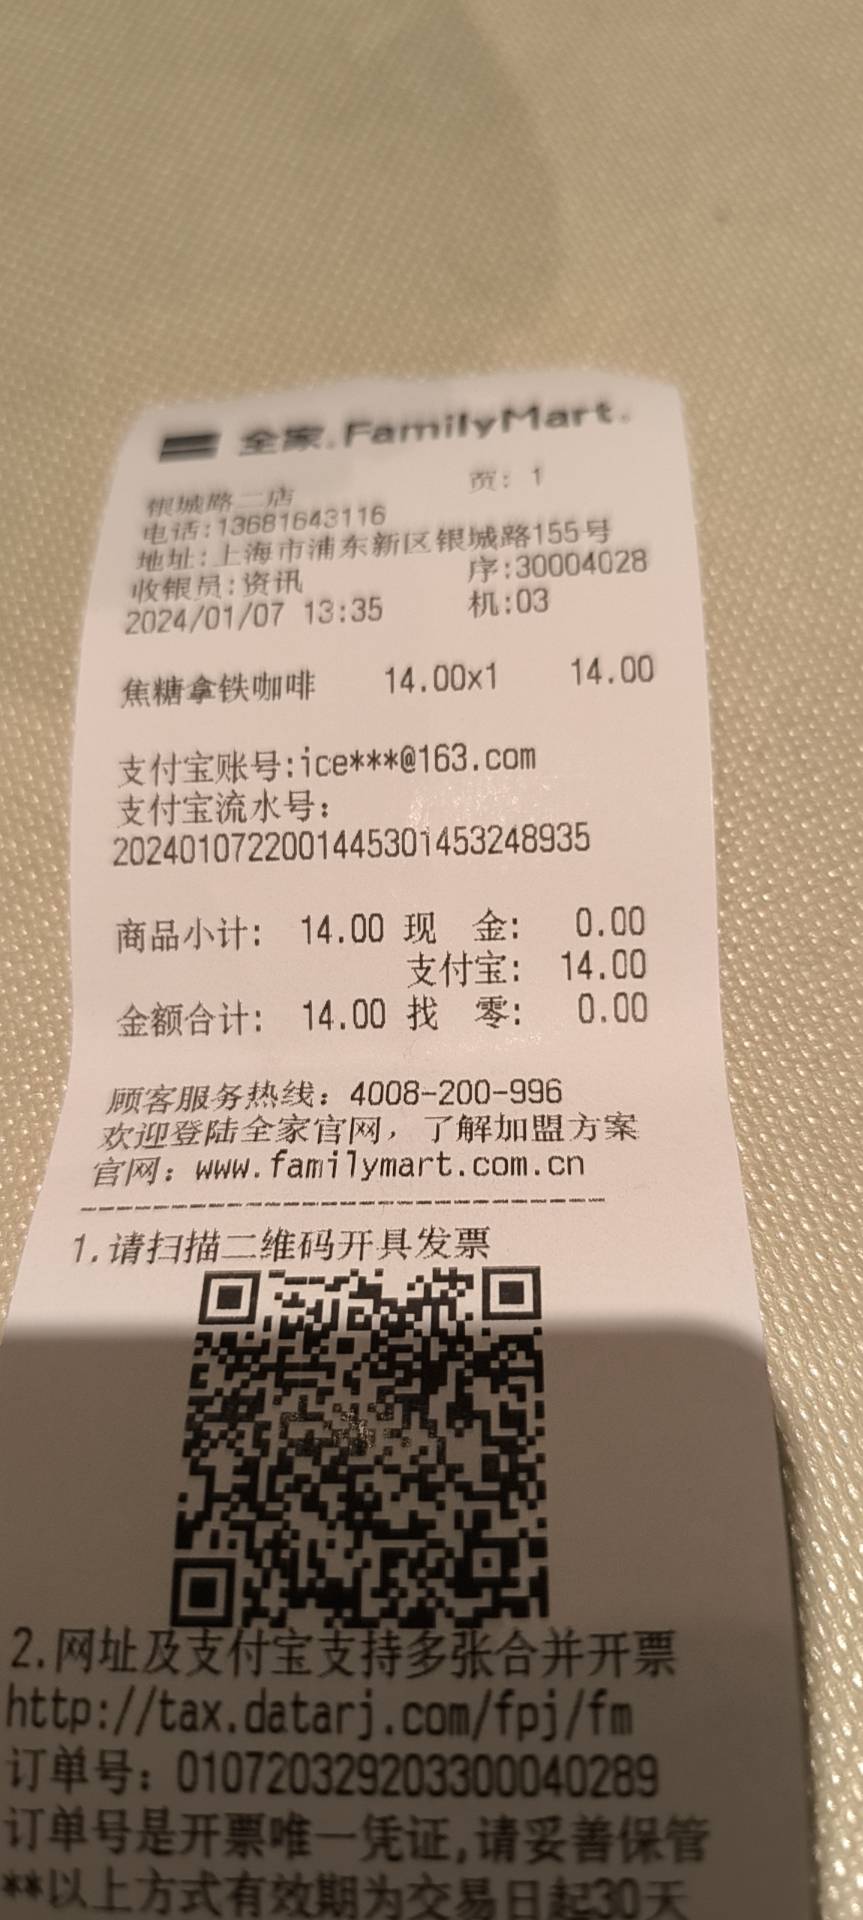 全家.FamilyMart.
银城路二店 页: 1
电话:13681643116
地址:上海市浦东新区银城路155号
收银员:资讯 序:30004028
2024/01/07 13:35 机:03
焦糖拿铁咖啡 14.00x1 14.00
支付宝账号:ice***@163.com
支付宝流水号:
2024010722001445301453248935
商品小计: 14.00 现 金: 0.00
支付宝: 14.00
金额合计: 14.00 找 零: 0.00
顾客服务热线: 4008-200-996
欢迎登陆全家官网，了解加盟方案
官网: www.familymart.com.cn
1.请扫描二维码开具发票
2.网址及支付宝支持多张合并开票
http://tax.datarj.com/fpj/fm
订单号: 010720329203300040289
订单号是开票唯一凭证,请妥善保管
**以上方式有效期为交易日起30天